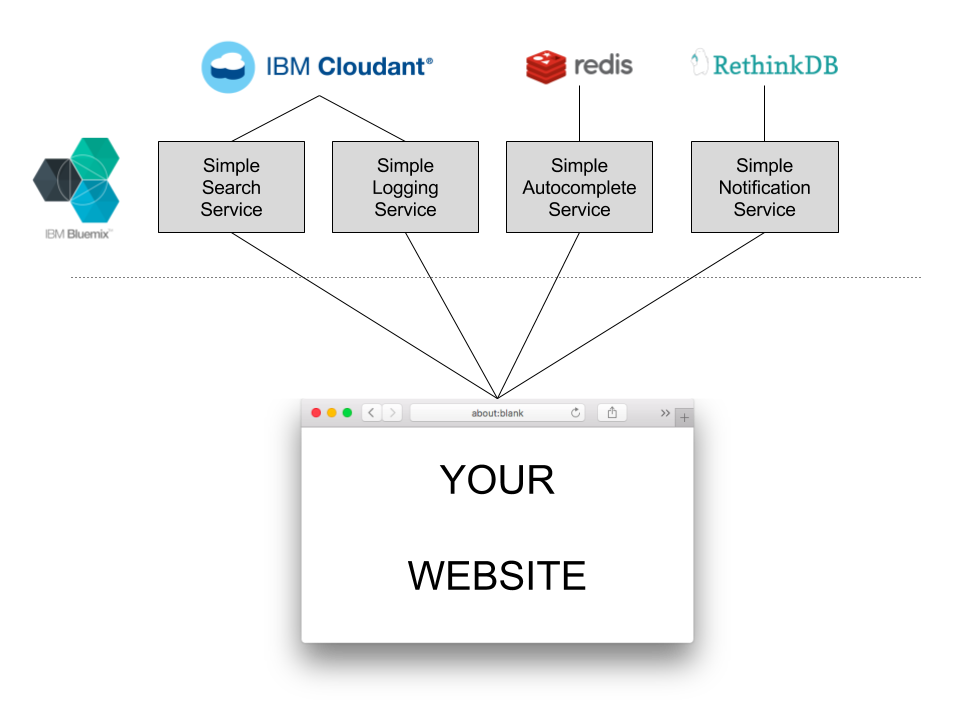 IBM Cloudant®
redis
RethinkDB
Simple
Search
Service
Simple
Logging
Service
Simple
Autocomplete
Service
Simple
Notification
Service
IBM Bluemix™
about:blank
YOUR
WEBSITE